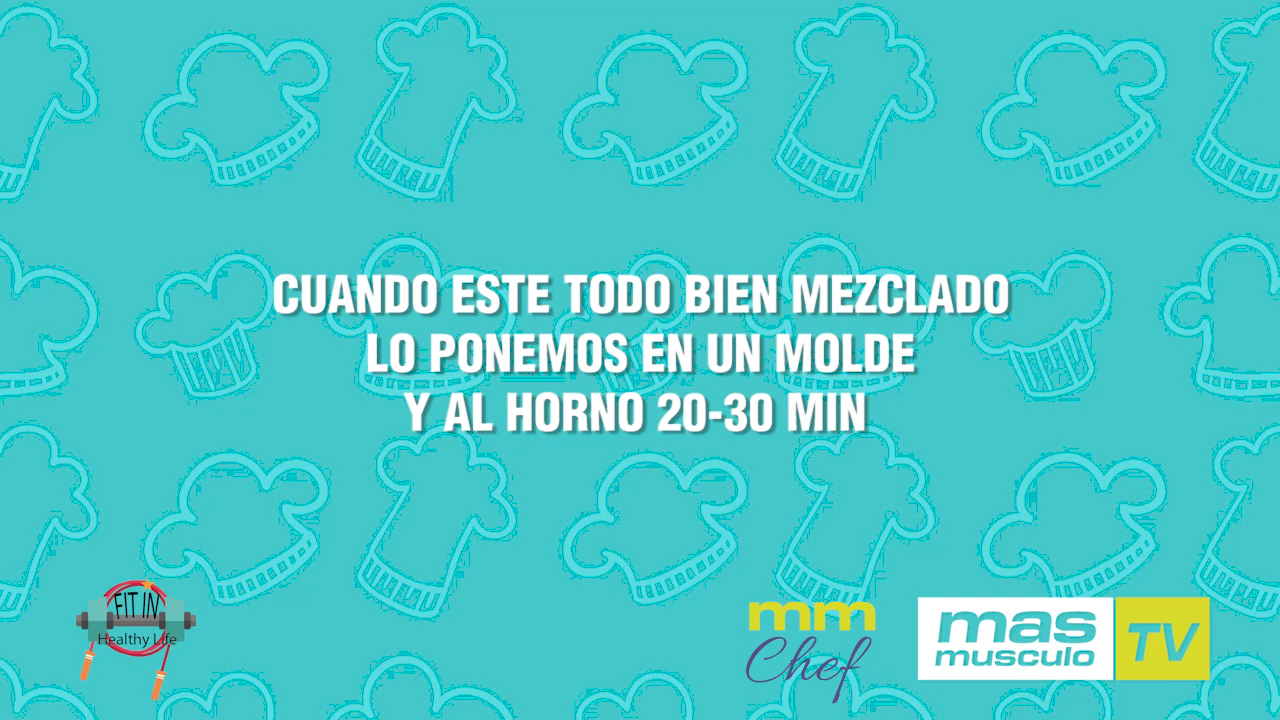 CUANDO ESTE TODO BIEN MEZCLADO
LO PONEMOS EN UN MOLDE
Y AL HORNO 20-30 MIN
FIT IN
Healthy Life
mm
Chef
mas
musculo
TV